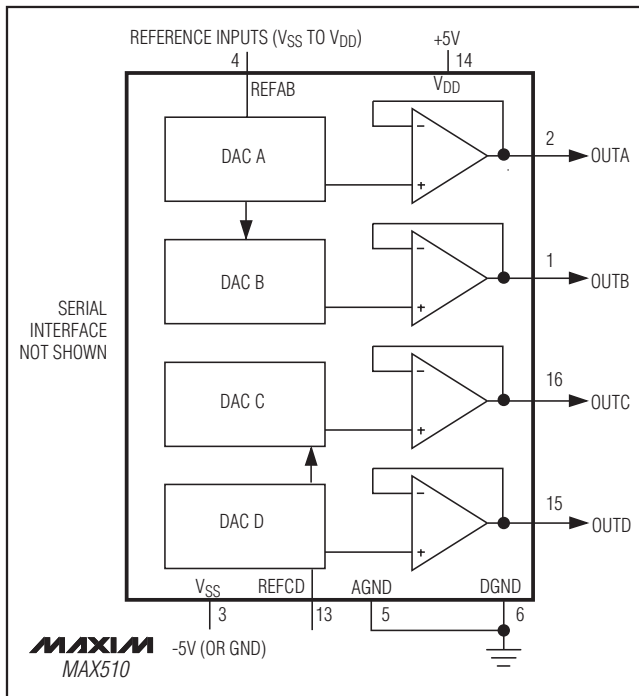 REFERENCE INPUTS (VSS TO VDD)
+5V
4
14
REFAB
VDD
DAC A
-
+
2
OUTA
DAC B
-
+
1
OUTB
SERIAL
INTERFACE
NOT SHOWN
DAC C
-
+
16
OUTC
DAC D
-
+
15
OUTD
VSS
REFCD
AGND
DGND
3
13
5
6
-5V (OR GND)
MAXIM
MAX510